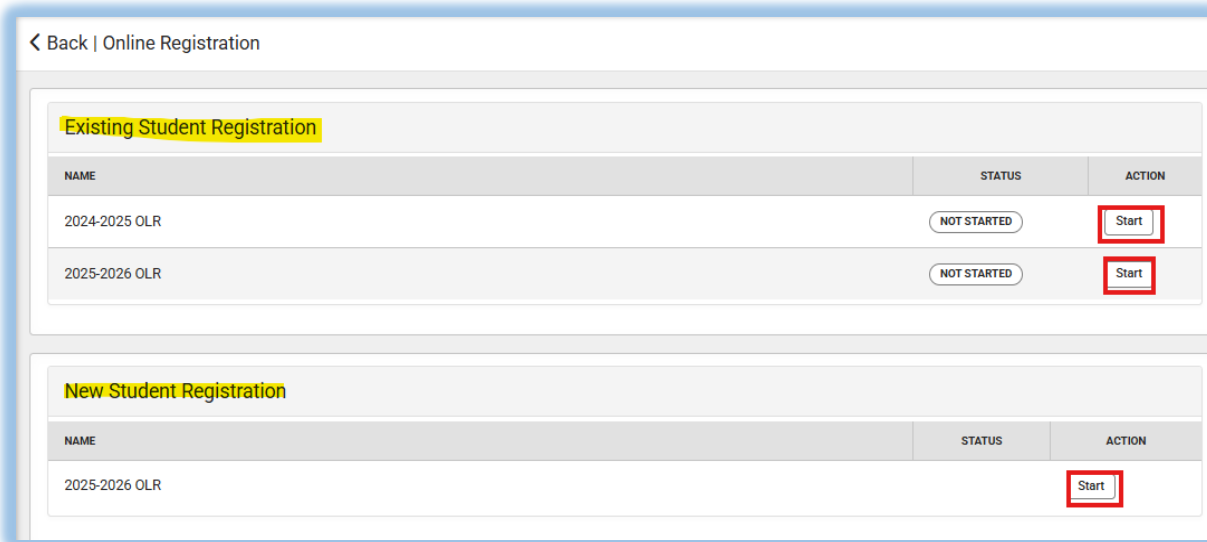 Back | Online Registration
Existing Student Registration
NAME STATUS ACTION
2024-2025 OLR NOT STARTED Start
2025-2026 OLR NOT STARTED Start
New Student Registration
NAME STATUS ACTION
2025-2026 OLR Start